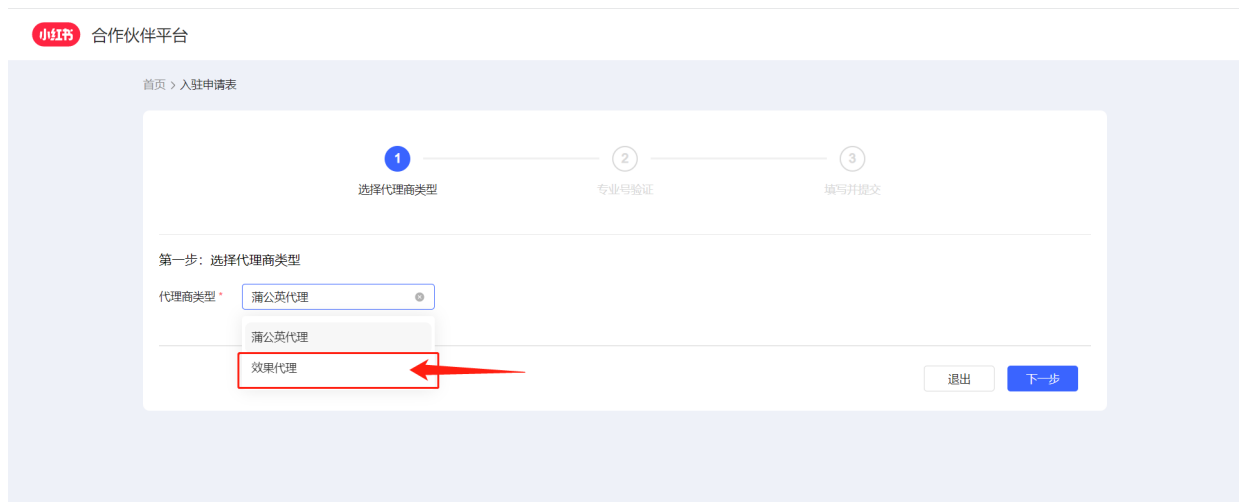 小红书 合作伙伴平台
首页 > 入驻申请表
1 2 3
选择代理商类型 专业号验证 填写并提交
第一步：选择代理商类型
代理商类型 * 蒲公英代理
蒲公英代理
效果代理
退出 下一步